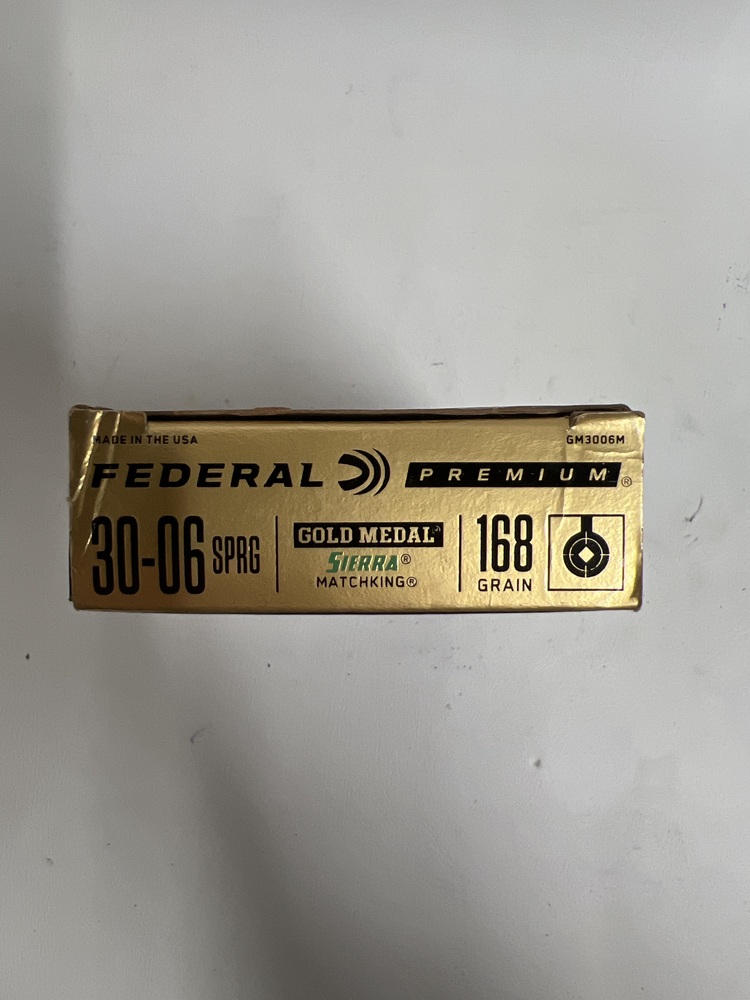 MADE IN THE USA GM3006M
FEDERAL PREMIUM®
30-06 SPRG
GOLD MEDAL®
SIERRA®
MATCHKING®
168
GRAIN